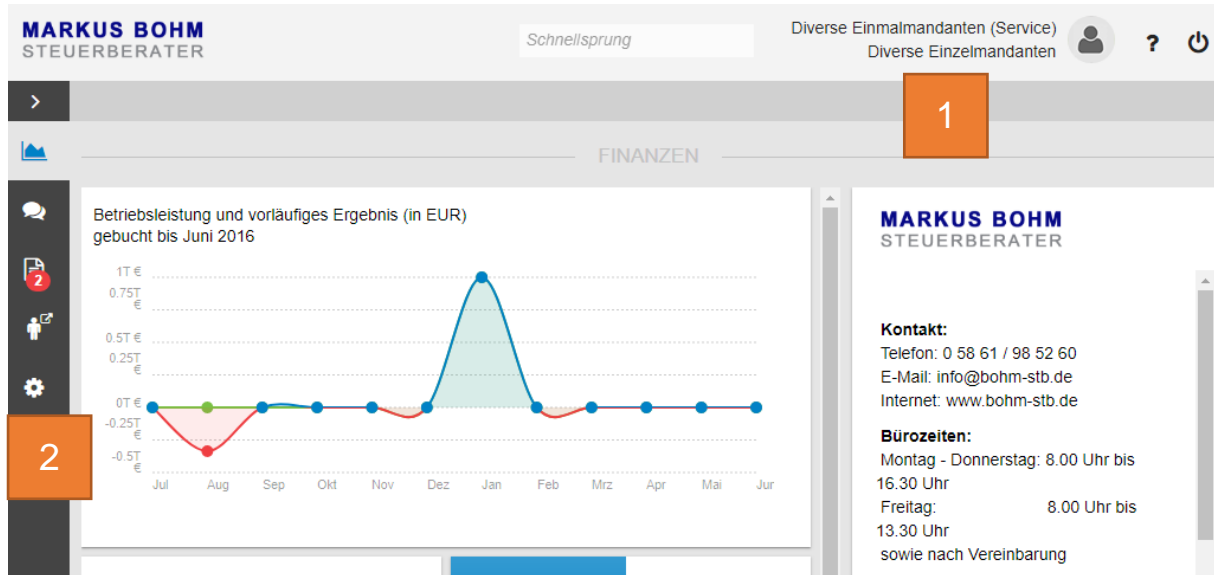 MARKUS BOHM
STEUERBERATER
Schnellsprung
Diverse Einmalmandanten (Service)
Diverse Einzelmandanten
?
1
FINANZEN
2
2
Betriebsleistung und vorläufiges Ergebnis (in EUR)
gebucht bis Juni 2016
1T €
0.75T
€
0.5T €
0.25T
€
0T €
-0.25T
€
-0.5T
€
Jul Aug Sep Okt Nov Dez Jan Feb Mrz Apr Mai Jur
MARKUS BOHM
STEUERBERATER
Kontakt:
Telefon: 0 58 61 / 98 52 60
E-Mail: info@bohm-stb.de
Internet: www.bohm-stb.de
Bürozeiten:
Montag - Donnerstag: 8.00 Uhr bis
16.30 Uhr
Freitag: 8.00 Uhr bis
13.30 Uhr
sowie nach Vereinbarung